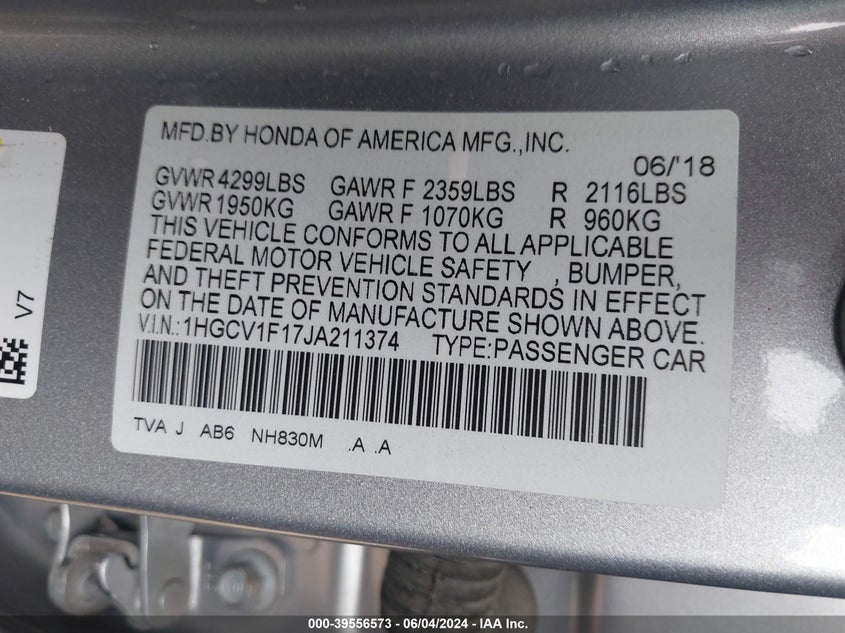 MFD.BY HONDA OF AMERICA MFG.,INC.
06/'18
GVWR 4299LBS GAWR F 2359LBS R 2116LBS
GVWR 1950KG GAWR F 1070KG R 960KG
THIS VEHICLE CONFORMS TO ALL APPLICABLE
FEDERAL MOTOR VEHICLE SAFETY , BUMPER,
AND THEFT PREVENTION STANDARDS IN EFFECT
ON THE DATE OF MANUFACTURE SHOWN ABOVE.
V.I.N.:1HGCV1F17JA211374 TYPE:PASSENGER CAR
TVA J AB6 NH830M .A .A
V7
000-39556573 - 06/04/2024 - IAA Inc.